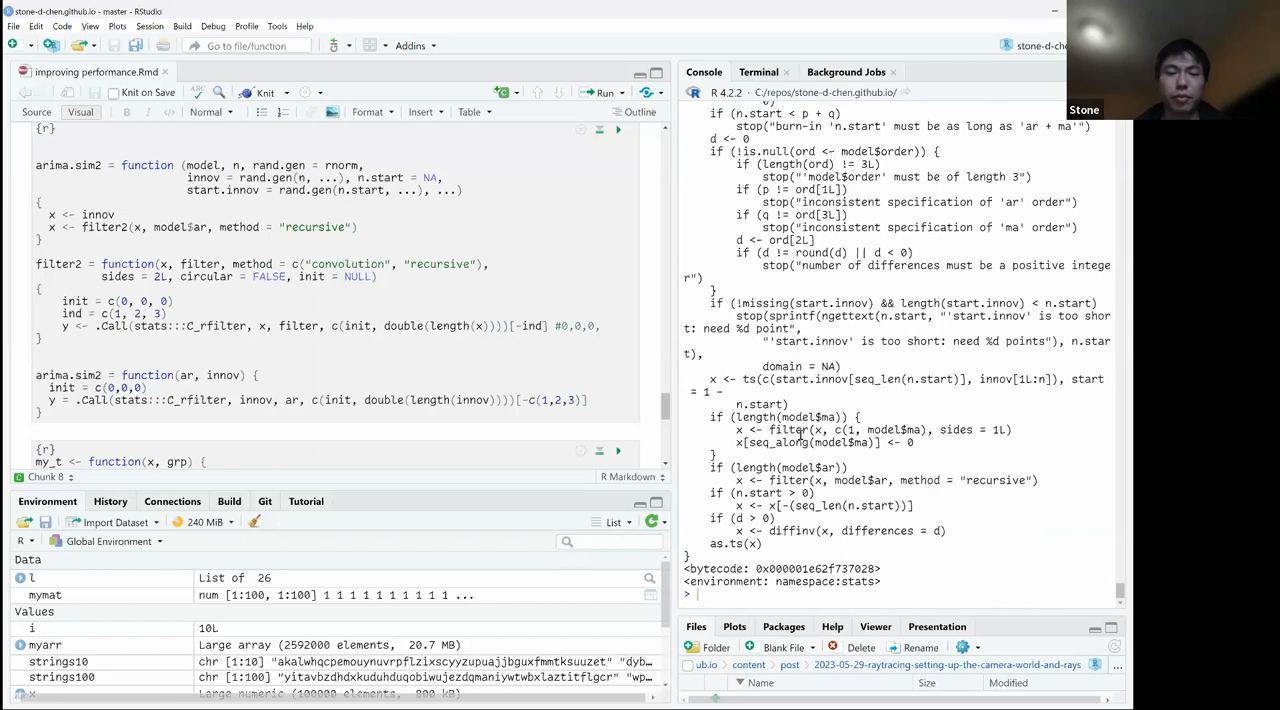 stone-d-chen.github.io - master - RStudio
File Edit Code View Plots Session Build Debug Profile Tools Help
Go to file/function Addins stone-d-che
improving performance.Rmd
Knit on Save Knit Run
Source Visual B I Normal Format Insert Table Outline
{r}
arima.sim2 = function (model, n, rand.gen = rnorm,
innov = rand.gen(n, ...), n.start = NA,
start.innov = rand.gen(n.start, ...), ...)
{
x <- innov
x <- filter2(x, model$ar, method = "recursive")
}
filter2 = function(x, filter, method = c("convolution", "recursive"),
sides = 2L, circular = FALSE, init = NULL)
{
init = c(0, 0, 0)
ind = c(1, 2, 3)
y <- .Call(stats:::C_rfilter, x, filter, c(init, double(length(x))))[-ind] #0,0,0,
}
arima.sim2 = function(ar, innov) {
init = c(0,0,0)
y = .Call(stats:::C_rfilter, innov, ar, c(init, double(length(innov))))[-c(1,2,3)]
}
{r}
my_t <- function(x, grp) {
Chunk 8 R Markdown
Environment History Connections Build Git Tutorial
Import Dataset 240 MiB List
R Global Environment
Data
l List of 26
mymat num [1:100, 1:100] 1 1 1 1 1 1 1 1 1 1 ...
Values
i 10L
myarr Large array (2592000 elements, 20.7 MB)
strings10
strings100
x Large numeric (100000 elements, 800 kB)
Console Terminal Background Jobs
R 4.2.2 . C:/repos/stone-d-chen.github.io/
0)
if (n.start < p + q)
stop("burn-in 'n.start' must be as long as 'ar + ma'")
d <- 0
if (!is.null(ord <- model$order)) {
if (length(ord) != 3L)
stop("'model$order' must be of length 3")
if (p != ord[1L])
stop("inconsistent specification of 'ar' order")
if (q != ord[3L])
stop("inconsistent specification of 'ma' order")
d <- ord[2L]
if (d != round(d) || d < 0)
stop("number of differences must be a positive intege
r")
}
if (!missing(start.innov) && length(start.innov) < n.start)
stop(sprintf(ngettext(n.start, "'start.innov' is too shor
t: need %d point",
"'start.innov' is too short: need %d points"), n.star
t),
domain = NA)
x <- ts(c(start.innov[seq_len(n.start)], innov[1L:n]), start
= 1 -
n.start)
if (length(model$ma)) {
x <- filter(x, c(1, model$ma), sides = 1L)
x[seq_along(model$ma)] <- 0
}
if (length(model$ar))
x <- filter(x, model$ar, method = "recursive")
if (n.start > 0)
x <- x[-(seq_len(n.start))]
if (d > 0)
x <- diffinv(x, differences = d)
as.ts(x)
}
<bytecode: 0x000001e62f737028>
<environment: namespace:stats>
>
Files Plots Packages Help Viewer Presentation
Folder Blank File Delete Rename
ub.io content post 2023-05-29-raytracing-setting-up-the-camera-world-and-rays
Name Size Modified
Stone